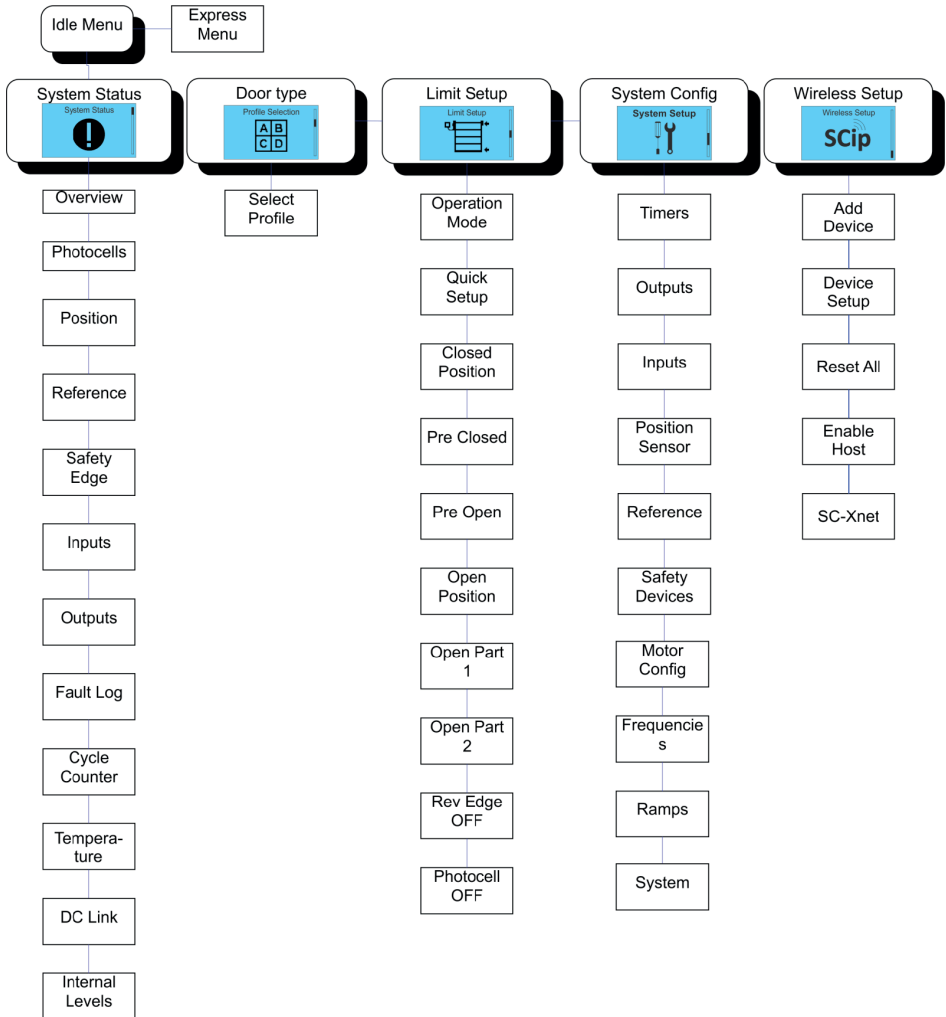 Idle Menu
Express
Menu
System Status
System Status
Overview
Photocells
Position
Reference
Safety
Edge
Inputs
Outputs
Fault Log
Cycle
Counter
Tempera-
ture
DC Link
Internal
Levels
Door type
Profile Selection
A B
C D
Select
Profile
Limit Setup
Limit Setup
Operation
Mode
Quick
Setup
Closed
Position
Pre Closed
Pre Open
Open
Position
Open Part
1
Open Part
2
Rev Edge
OFF
Photocell
OFF
System Config
System Setup
Timers
Outputs
Inputs
Position
Sensor
Reference
Safety
Devices
Motor
Config
Frequencie
s
Ramps
System
Wireless Setup
Wireless Setup
SCip
Add
Device
Device
Setup
Reset All
Enable
Host
SC-Xnet